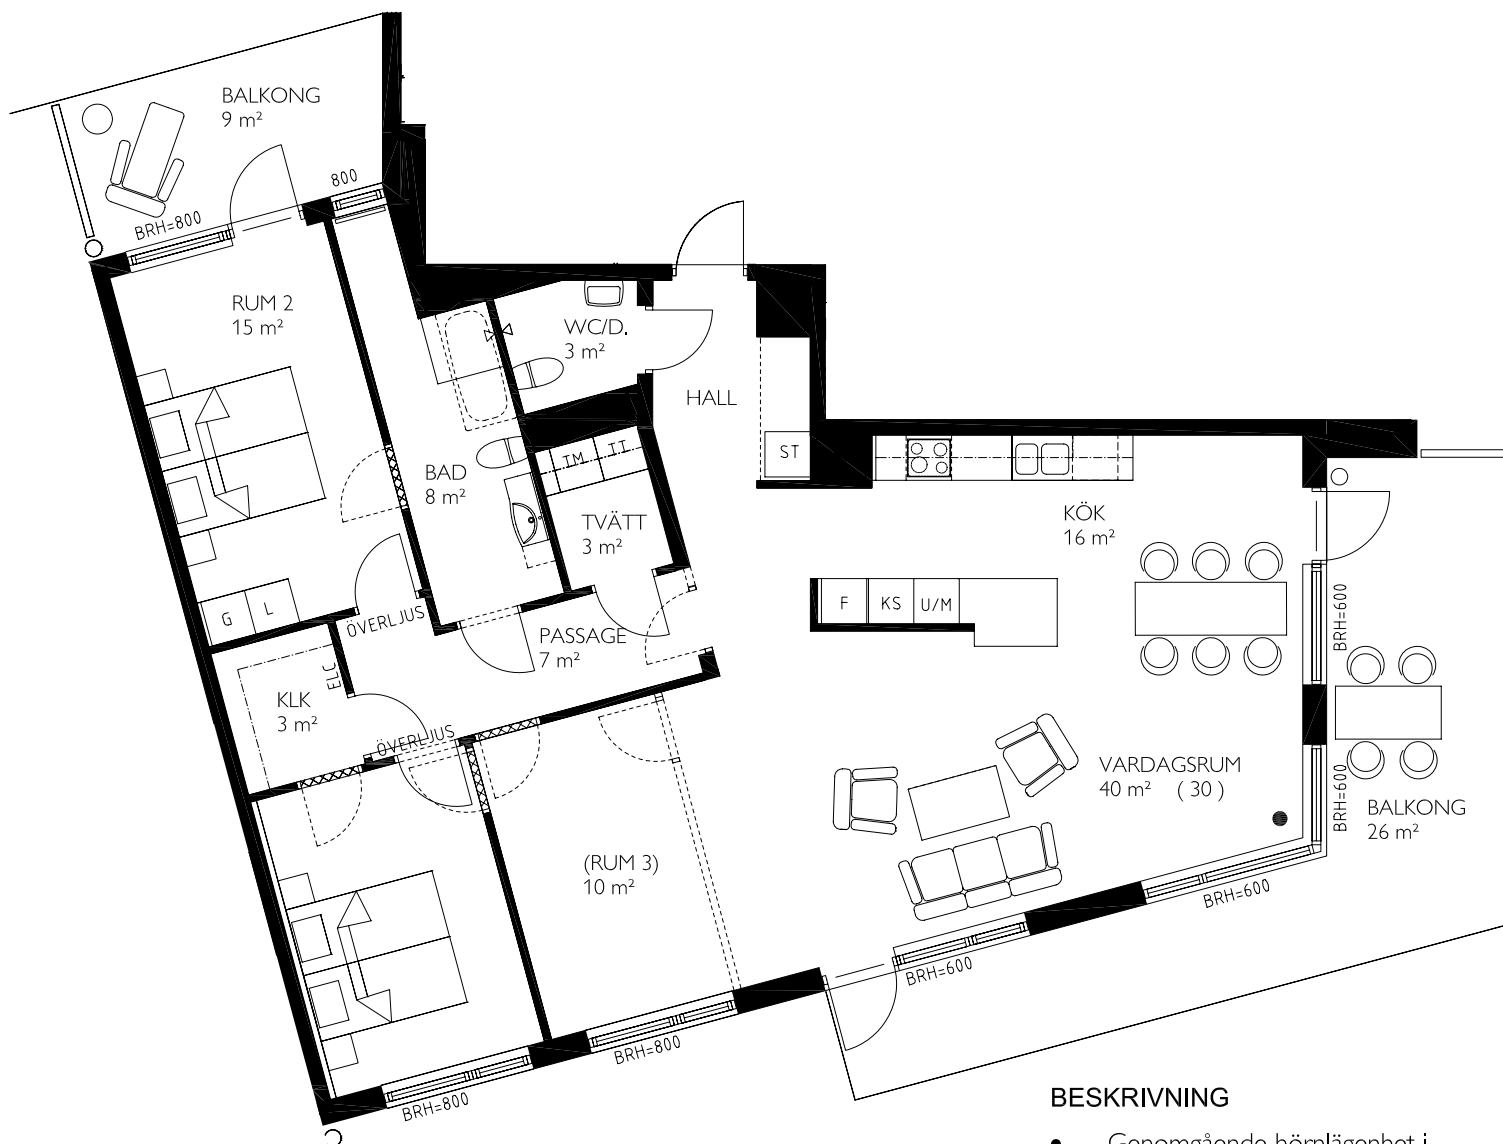 BALKONG
9 m²
800
BRH=800
RUM 2
15 m²
WC/D.
3 m²
HALL
ST
TM
TT
BAD
8 m²
TVÄTT
3 m²
KÖK
16 m²
F
KS
U/M
BRH=600
G
L
ÖVERLJUS
PASSAGE
7 m²
ELC
KLK
3 m²
ÖVERLJUS
VARDAGSRUM
40 m² ( 30 )
BRH=600
BALKONG
26 m²
(RUM 3)
10 m²
BRH=600
BRH=600
BRH=800
BRH=800
BESKRIVNING
• Genomgående hörnlägenhet i